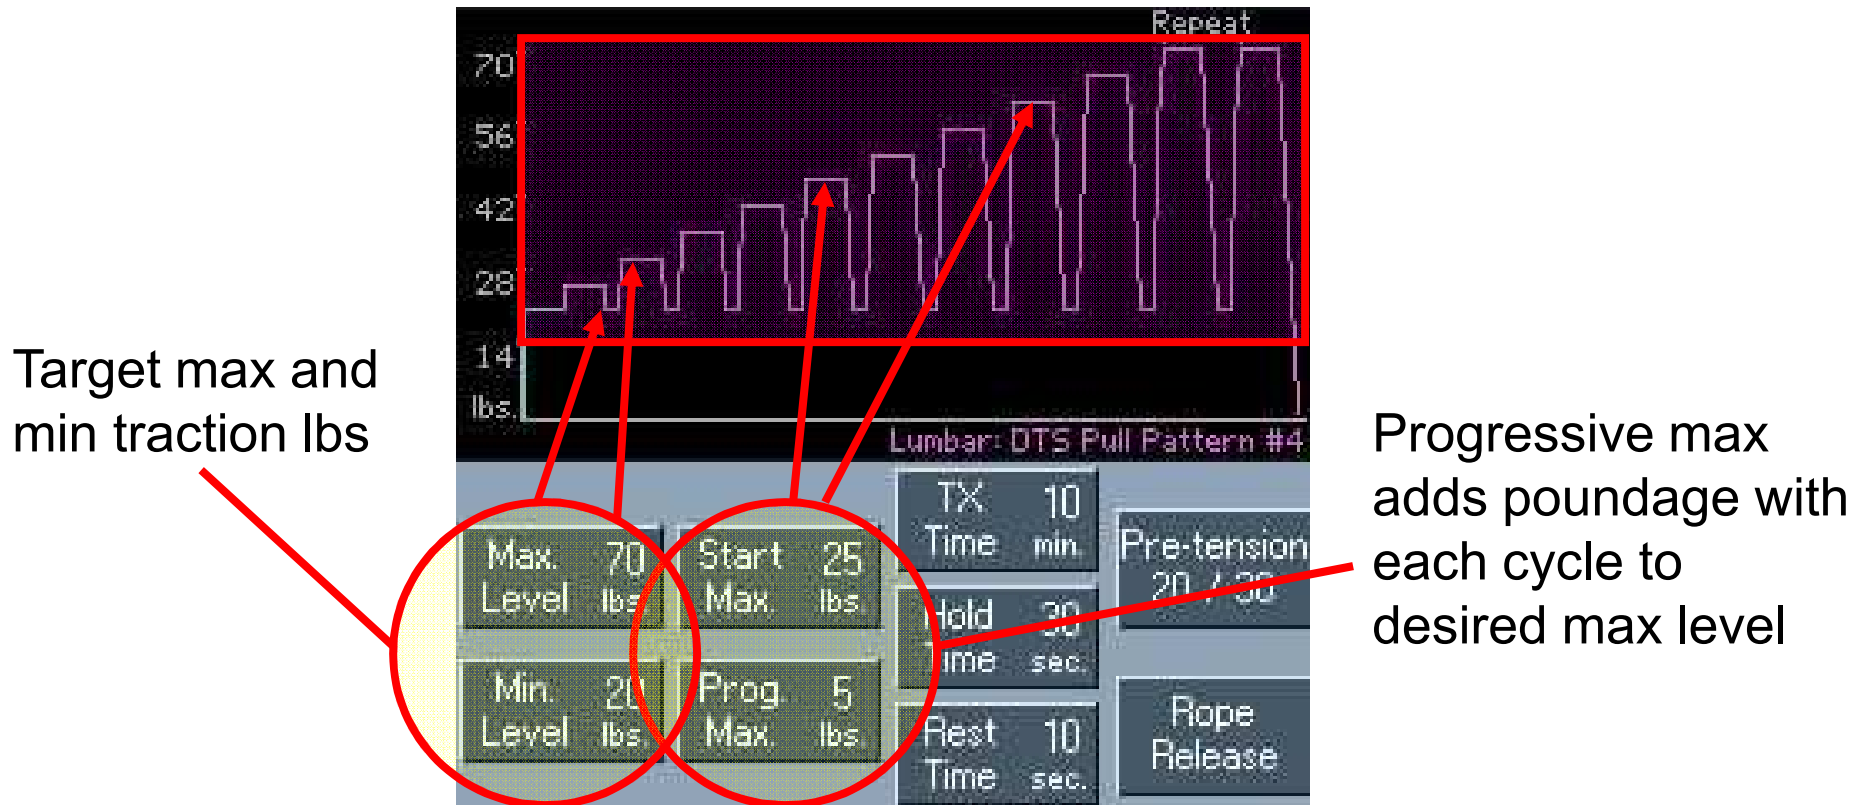 Repeat
70
56
42
28
14
lbs.
Lumbar: DTS Pull Pattern #4
Target max and
min traction lbs
Progressive max
adds poundage with
each cycle to
desired max level
Max. 70
Level lbs
Min. 20
Level lbs
Start 25
Max. lbs.
Prog. 5
Max. lbs.
TX 10
Time min.
Hold 30
Time sec.
Rest 10
Time sec.
Pre-tension
20 / 30
Rope
Release